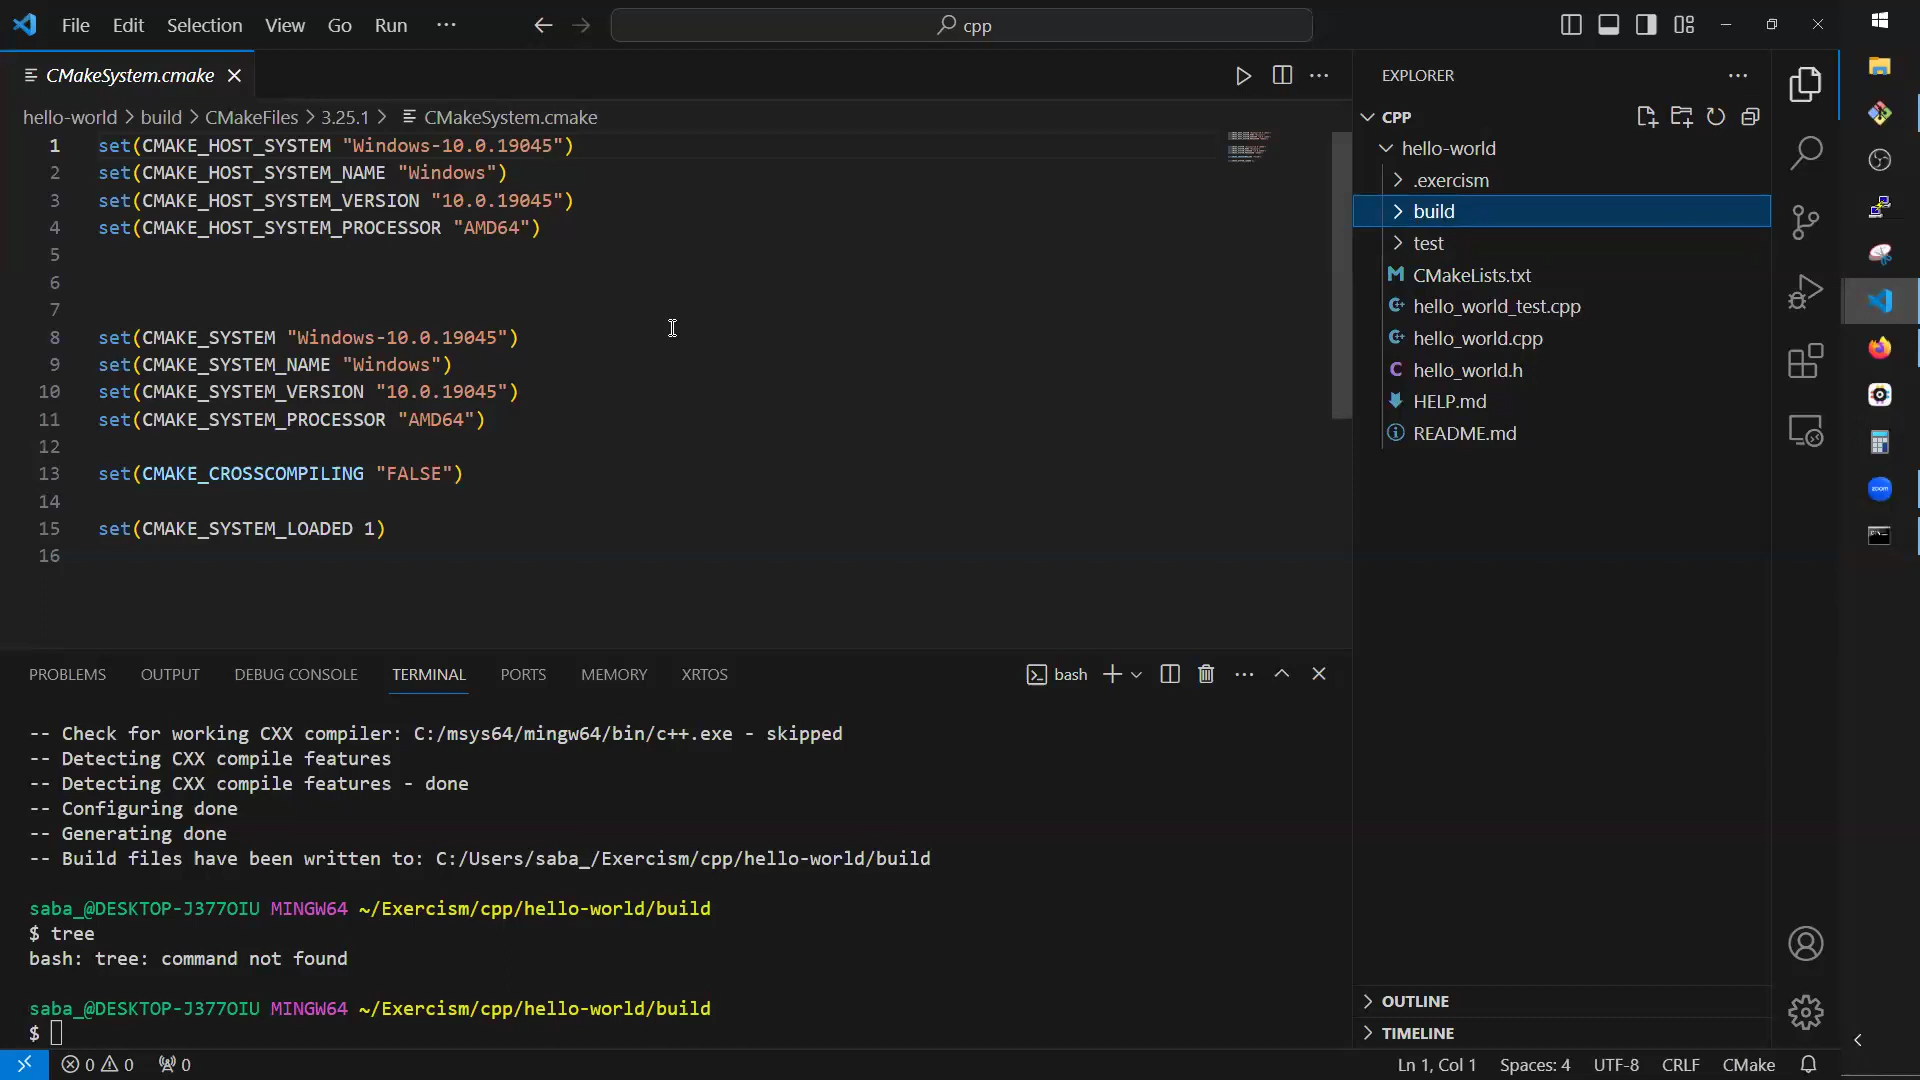 File Edit Selection View Go Run ···
cpp
CMakeSystem.cmake
hello-world > build > CMakeFiles > 3.25.1 > CMakeSystem.cmake
1 set(CMAKE_HOST_SYSTEM "Windows-10.0.19045")
2 set(CMAKE_HOST_SYSTEM_NAME "Windows")
3 set(CMAKE_HOST_SYSTEM_VERSION "10.0.19045")
4 set(CMAKE_HOST_SYSTEM_PROCESSOR "AMD64")
5
6
7
8 set(CMAKE_SYSTEM "Windows-10.0.19045")
9 set(CMAKE_SYSTEM_NAME "Windows")
10 set(CMAKE_SYSTEM_VERSION "10.0.19045")
11 set(CMAKE_SYSTEM_PROCESSOR "AMD64")
12
13 set(CMAKE_CROSSCOMPILING "FALSE")
14
15 set(CMAKE_SYSTEM_LOADED 1)
16
EXPLORER
CPP
hello-world
.exercism
build
test
CMakeLists.txt
hello_world_test.cpp
hello_world.cpp
hello_world.h
HELP.md
README.md
OUTLINE
TIMELINE
zoom
PROBLEMS OUTPUT DEBUG CONSOLE TERMINAL PORTS MEMORY XRTOS
bash
-- Check for working CXX compiler: C:/msys64/mingw64/bin/c++.exe - skipped
-- Detecting CXX compile features
-- Detecting CXX compile features - done
-- Configuring done
-- Generating done
-- Build files have been written to: C:/Users/saba_/Exercism/cpp/hello-world/build
saba_@DESKTOP-J377OIU MINGW64 ~/Exercism/cpp/hello-world/build
$ tree
bash: tree: command not found
saba_@DESKTOP-J377OIU MINGW64 ~/Exercism/cpp/hello-world/build
$
0 0 0
Ln 1, Col 1 Spaces: 4 UTF-8 CRLF CMake